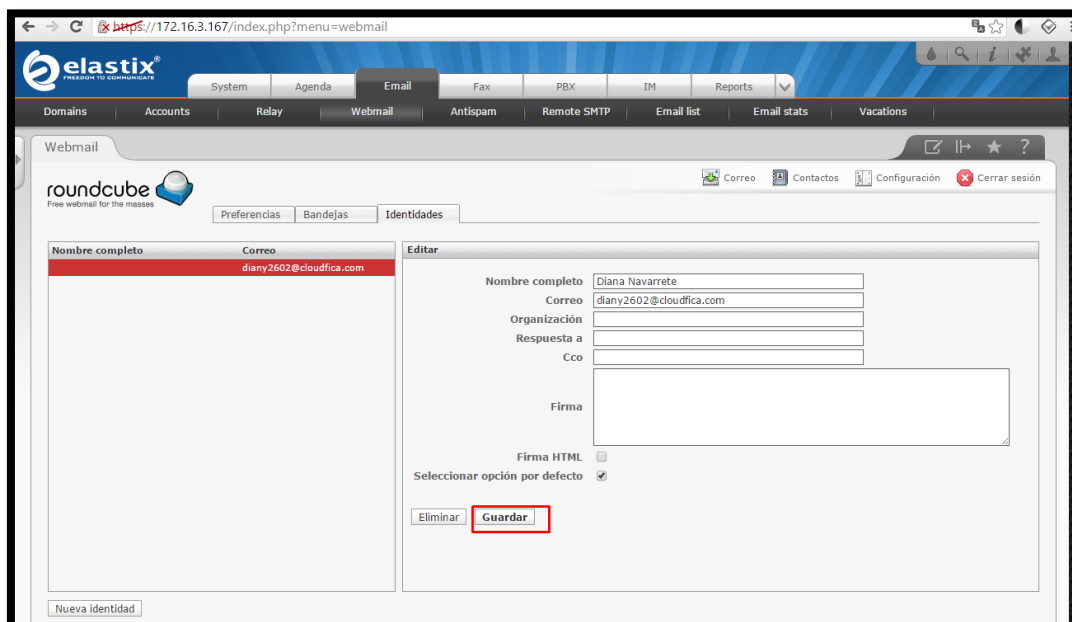 https://172.16.3.167/index.php?menu=webmail
elastix®
FREEDOM TO COMMUNICATE
System Agenda Email Fax PBX IM Reports
Domains Accounts Relay Webmail Antispam Remote SMTP Email list Email stats Vacations
Webmail
roundcube
Free webmail for the masses
Correo Contactos Configuración Cerrar sesión
Preferencias Bandejas Identidades
Nombre completo Correo
diany2602@cloudfica.com
Editar
Nombre completo Diana Navarrete
Correo diany2602@cloudfica.com
Organización
Respuesta a
Cco
Firma
Firma HTML
Seleccionar opción por defecto
Eliminar Guardar
Nueva identidad